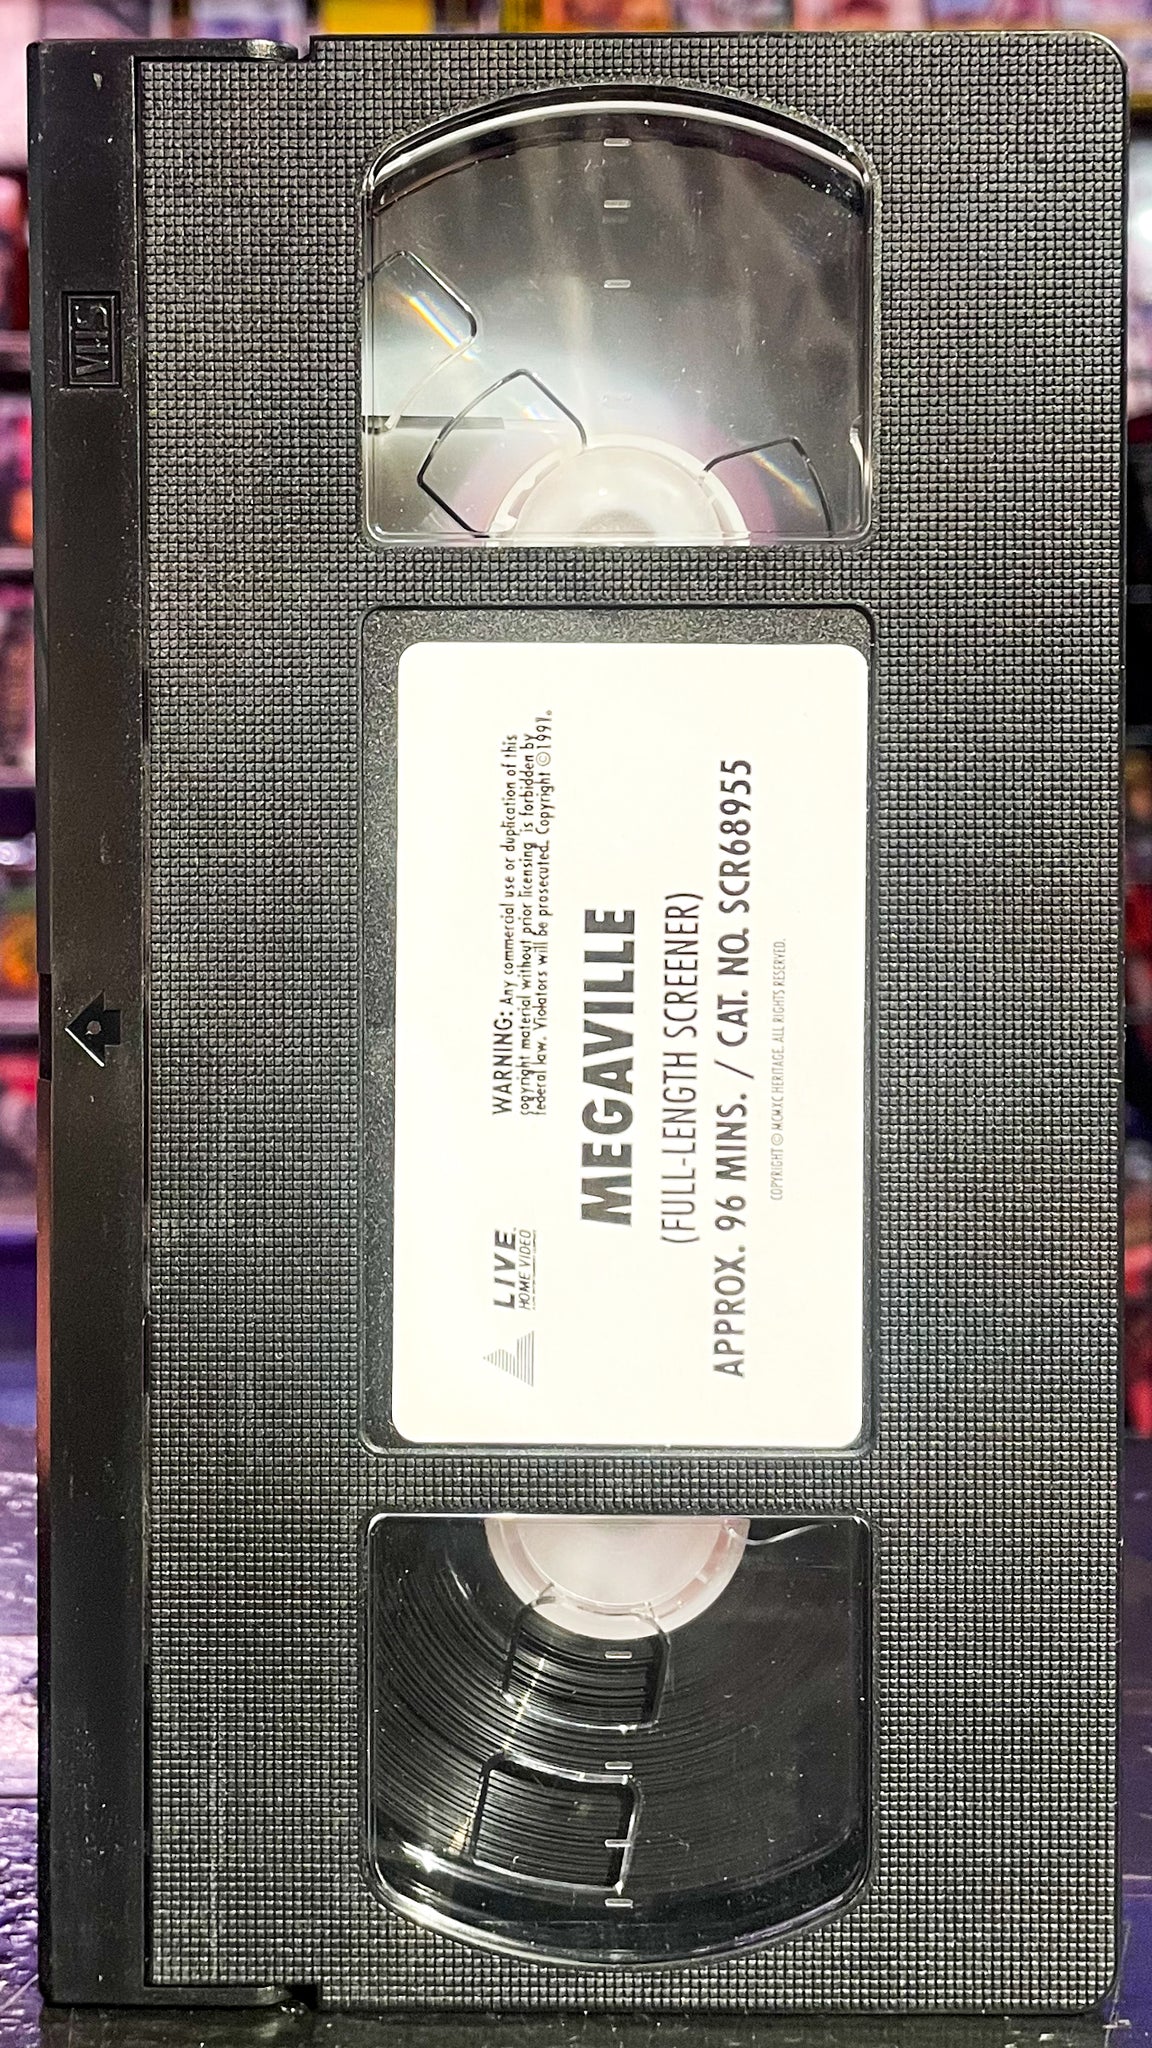 VHS
LIVE
HOME VIDEO
WARNING: Any commercial use or duplication of this
copyright material without prior licensing is forbidden by
federal law. Violators will be prosecuted. Copyright ©1991.
MEGAVILLE
(FULL-LENGTH SCREENER)
APPROX. 96 MINS. / CAT. NO. SCR68955
COPYRIGHT © MCMXC HERITAGE. ALL RIGHTS RESERVED.